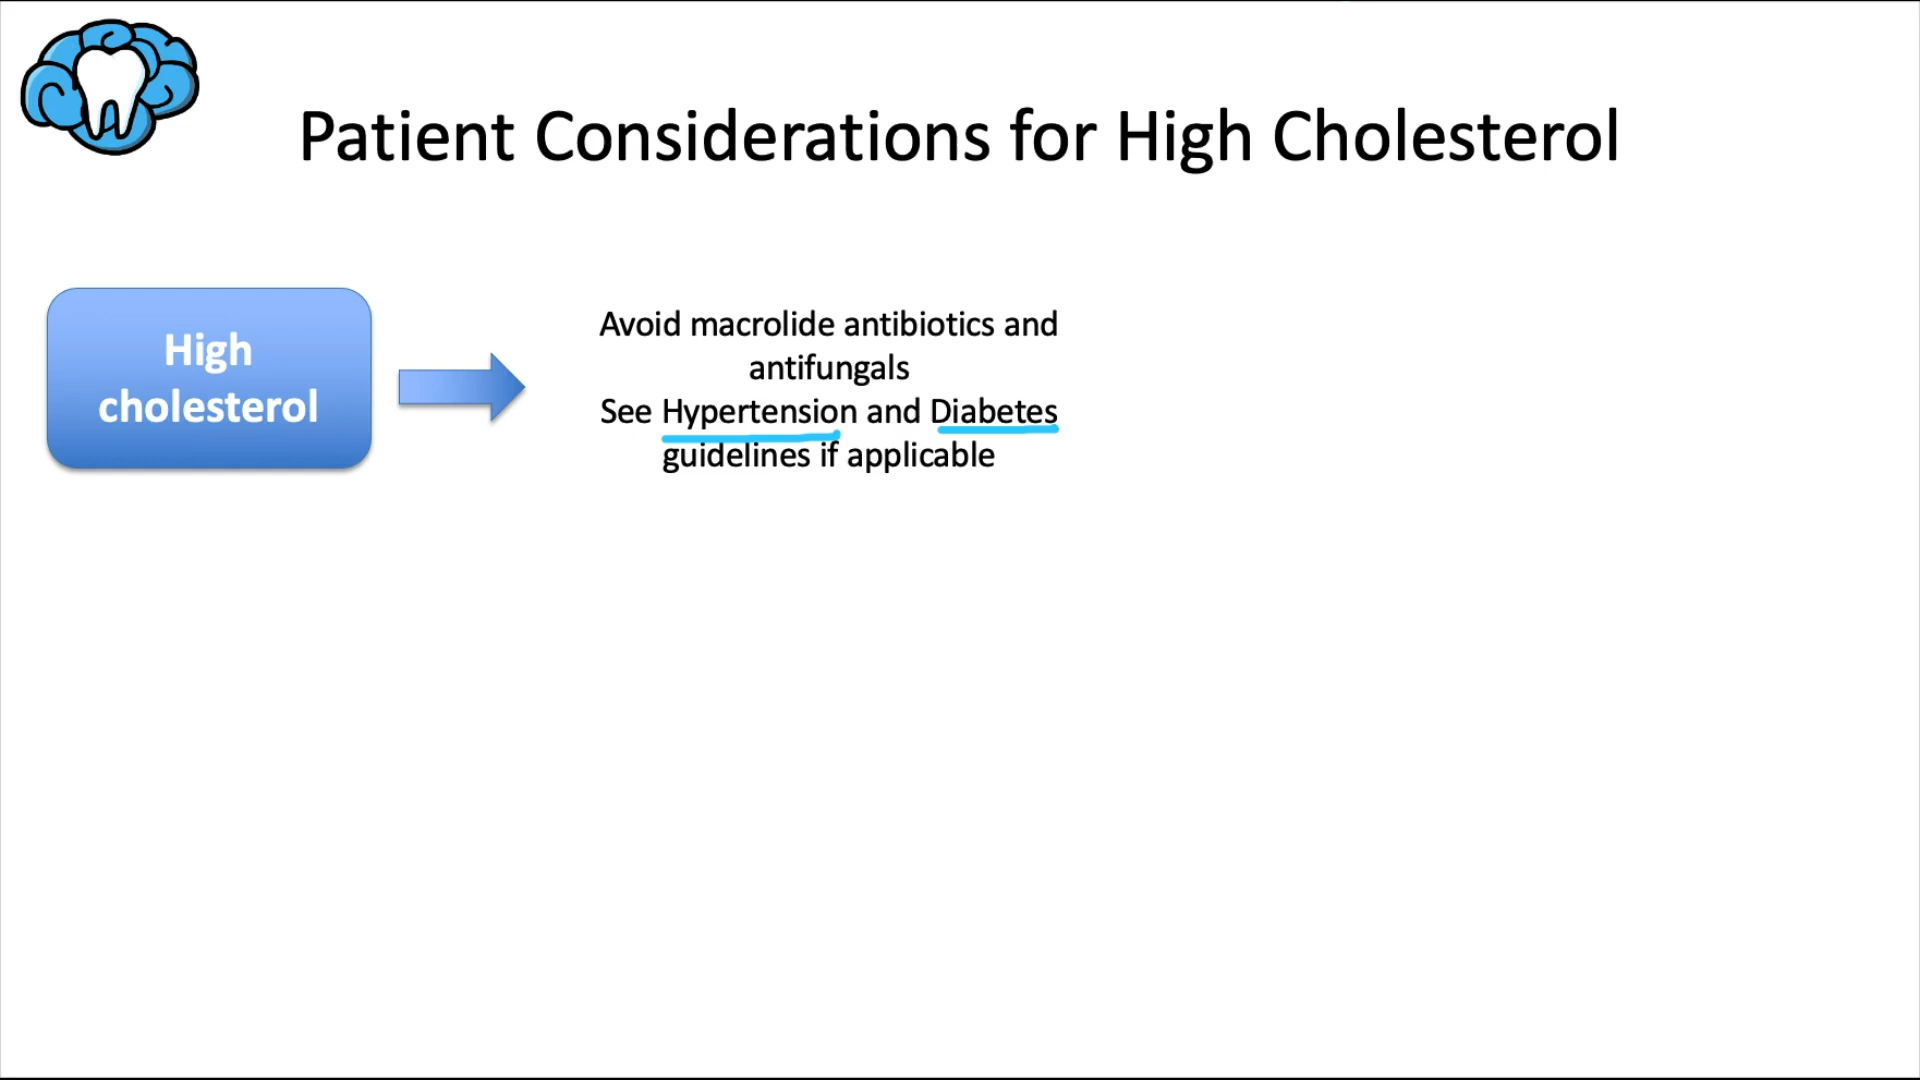 Patient Considerations for High Cholesterol
High
cholesterol
Avoid macrolide antibiotics and
antifungals
See Hypertension and Diabetes
guidelines if applicable